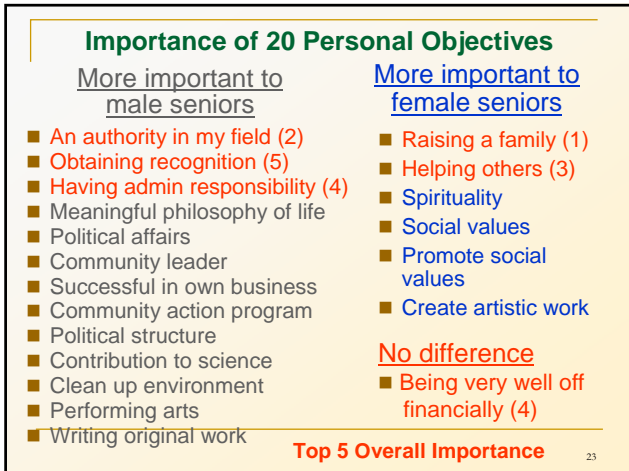 Importance of 20 Personal Objectives
More important to
male seniors
■ An authority in my field (2)
■ Obtaining recognition (5)
■ Having admin responsibility (4)
■ Meaningful philosophy of life
■ Political affairs
■ Community leader
■ Successful in own business
■ Community action program
■ Political structure
■ Contribution to science
■ Clean up environment
■ Performing arts
■ Writing original work
More important to
female seniors
■ Raising a family (1)
■ Helping others (3)
■ Spirituality
■ Social values
■ Promote social
values
■ Create artistic work
No difference
■ Being very well off
financially (4)
Top 5 Overall Importance
23